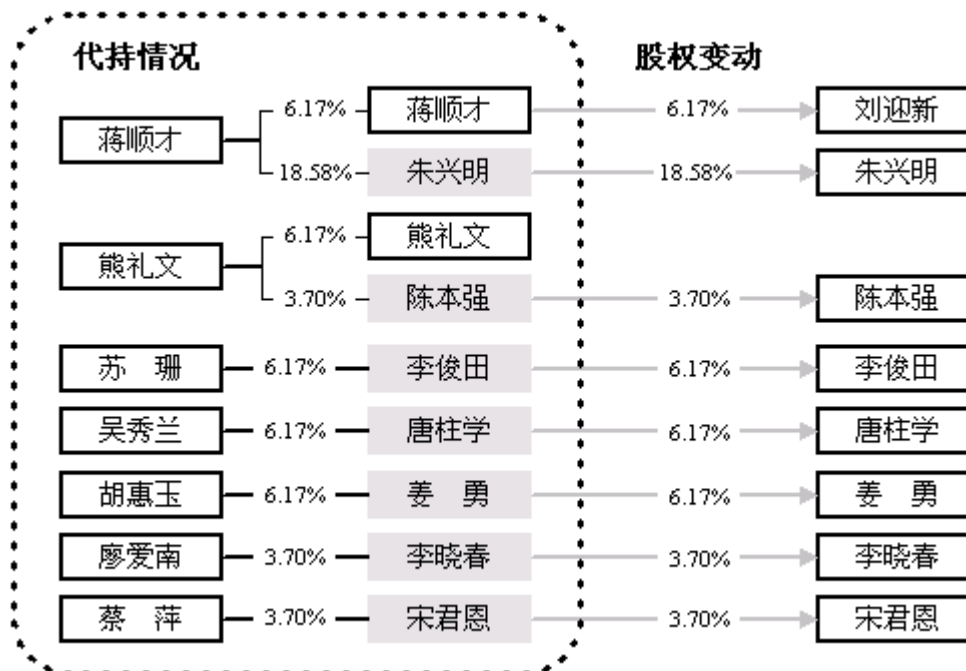 代持情况 股权变动
蒋顺才 6.17% 蒋顺才 6.17% 刘迎新
18.58% 朱兴明 18.58% 朱兴明
熊礼文 6.17% 熊礼文
3.70% 陈本强 3.70% 陈本强
苏 珊 6.17% 李俊田 6.17% 李俊田
吴秀兰 6.17% 唐柱学 6.17% 唐柱学
胡惠玉 6.17% 姜 勇 6.17% 姜 勇
廖爱南 3.70% 李晓春 3.70% 李晓春
蔡 萍 3.70% 宋君恩 3.70% 宋君恩